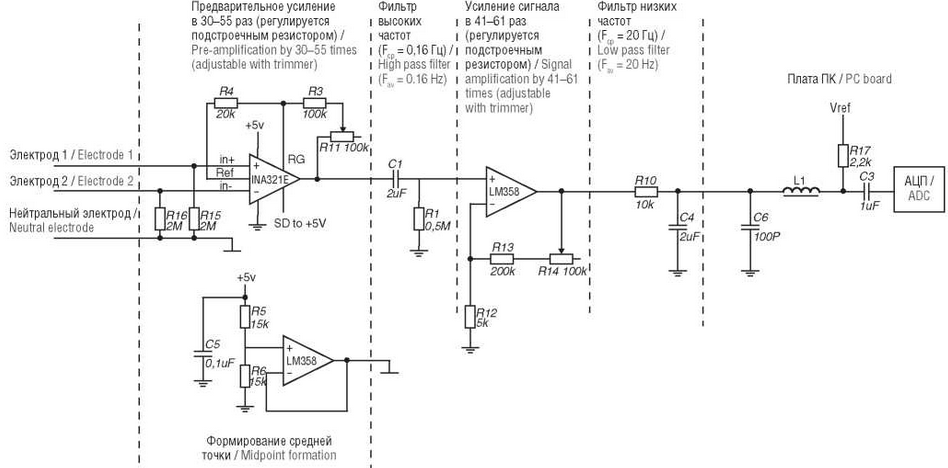 Предварительное усиление
в 30–55 раз (регулируется
подстроечным резистором) /
Pre-amplification by 30–55 times
(adjustable with trimmer)
Фильтр
высоких
частот
(Fср = 0,16 Гц) /
High pass filter
(Fav = 0.16 Hz)
Усиление сигнала
в 41–61 раз
(регулируется
подстроечным
резистором) / Signal
amplification by 41–61
times (adjustable
with trimmer)
Фильтр низких
частот
(Fср = 20 Гц) /
Low pass filter
(Fav = 20 Hz)
Плата ПК / PC board
Vref
R4
20k
R3
100k
+5v
R11 100k
RG
Электрод 1 / Electrode 1
in+
Ref
INA321E
Электрод 2 / Electrode 2
in-
+
−
Нейтральный электрод /
Neutral electrode
R16
2M
R15
2M
SD to +5V
C1
2uF
R1
0,5M
+
LM358
−
R13
200k
R14 100k
R12
5k
R10
10k
C4
2uF
C6
100P
L1
R17
2,2k
C3
1uF
АЦП /
ADC
+5v
R5
15k
C5
0,1uF
R6
15k
+
LM358
−
Формирование средней
точки / Midpoint formation